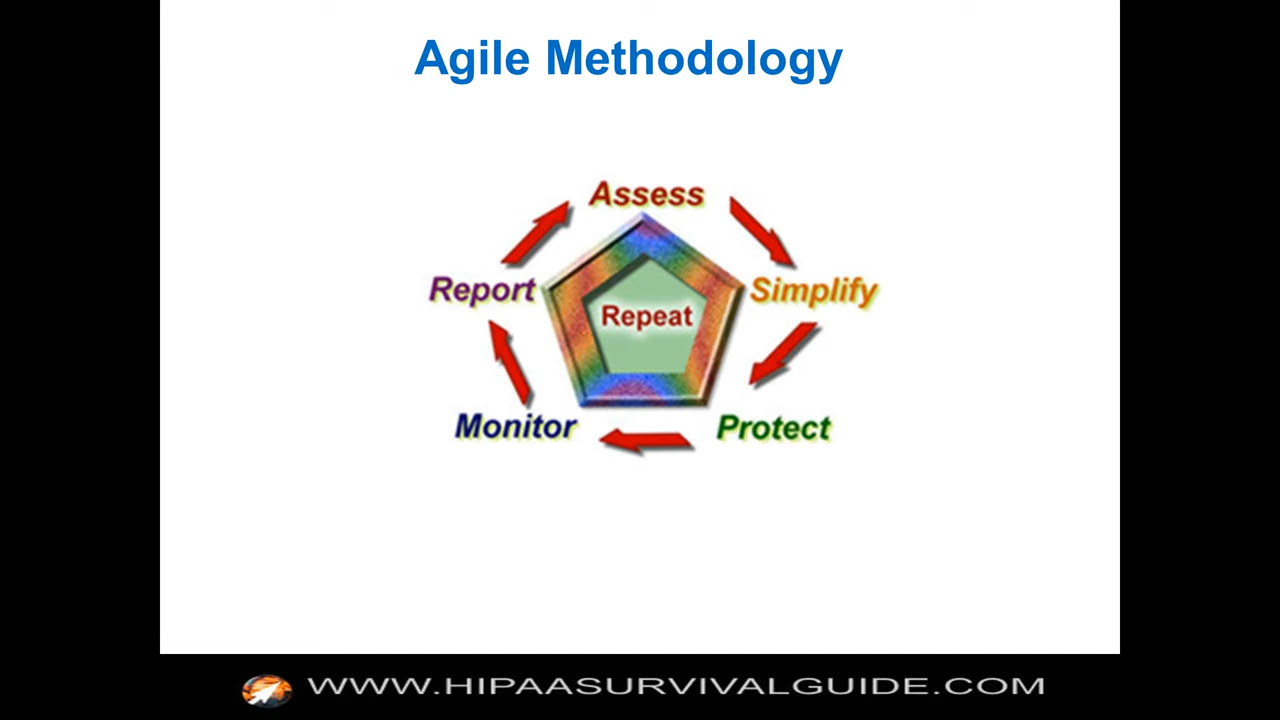 Agile Methodology
Assess
Report
Simplify
Repeat
Monitor
Protect
WWW.HIPAASURVIVALGUIDE.COM